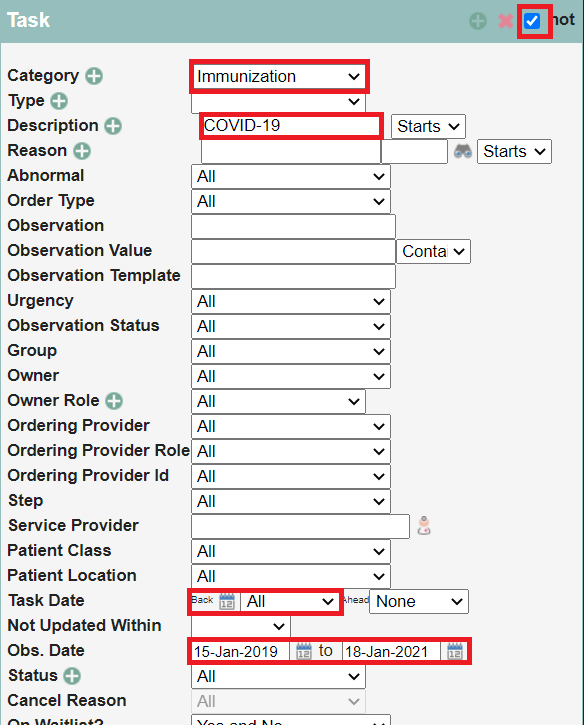 Task not
Category Immunization
Type
Description COVID-19 Starts
Reason Starts
Abnormal All
Order Type All
Observation
Observation Value Conta
Observation Template
Urgency All
Observation Status All
Group All
Owner All
Owner Role All
Ordering Provider All
Ordering Provider Role All
Ordering Provider Id All
Step All
Service Provider
Patient Class All
Patient Location All
Task Date Back 12 All Ahead None
Not Updated Within
Obs. Date 15-Jan-2019 12 to 18-Jan-2021 12
Status All
Cancel Reason All
On Waitlist? Yes and No